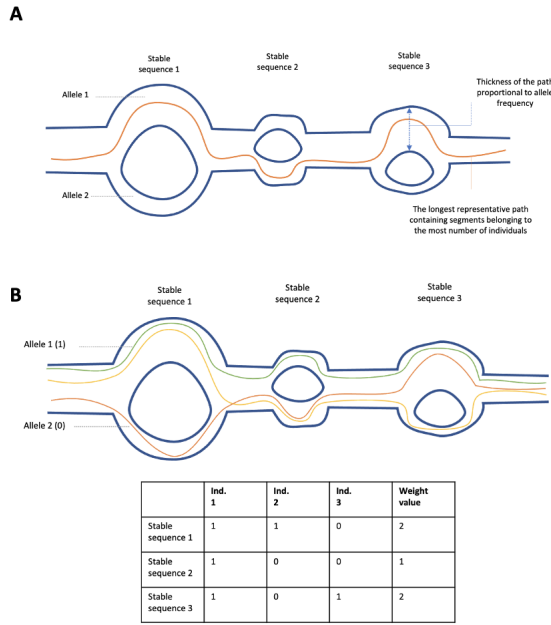 A
Stable
sequence 1
Stable
sequence 2
Stable
sequence 3
Allele 1
Thickness of the path
proportional to allele
frequency
Allele 2
The longest representative path
containing segments belonging to
the most number of individuals
B
Stable
sequence 1
Stable
sequence 2
Stable
sequence 3
Allele 1 (1)
Allele 2 (0)
Ind. 1 Ind. 2 Ind. 3 Weight value
Stable sequence 1 1 1 0 2
Stable sequence 2 1 0 0 1
Stable sequence 3 1 0 1 2